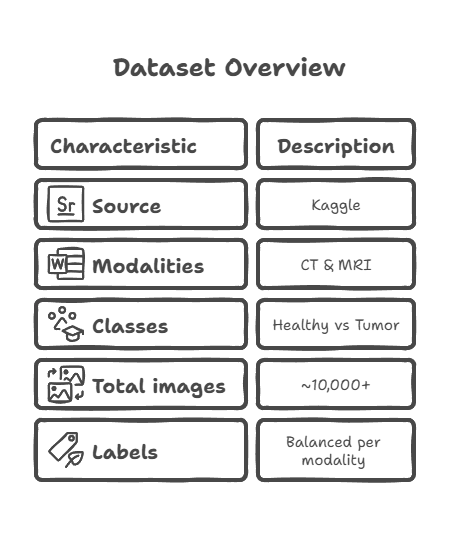 Dataset Overview
Characteristic
Description
Sr
Source
Kaggle
W
Modalities
CT & MRI
Classes
Healthy vs Tumor
Total images
~10,000+
Labels
Balanced per
modality